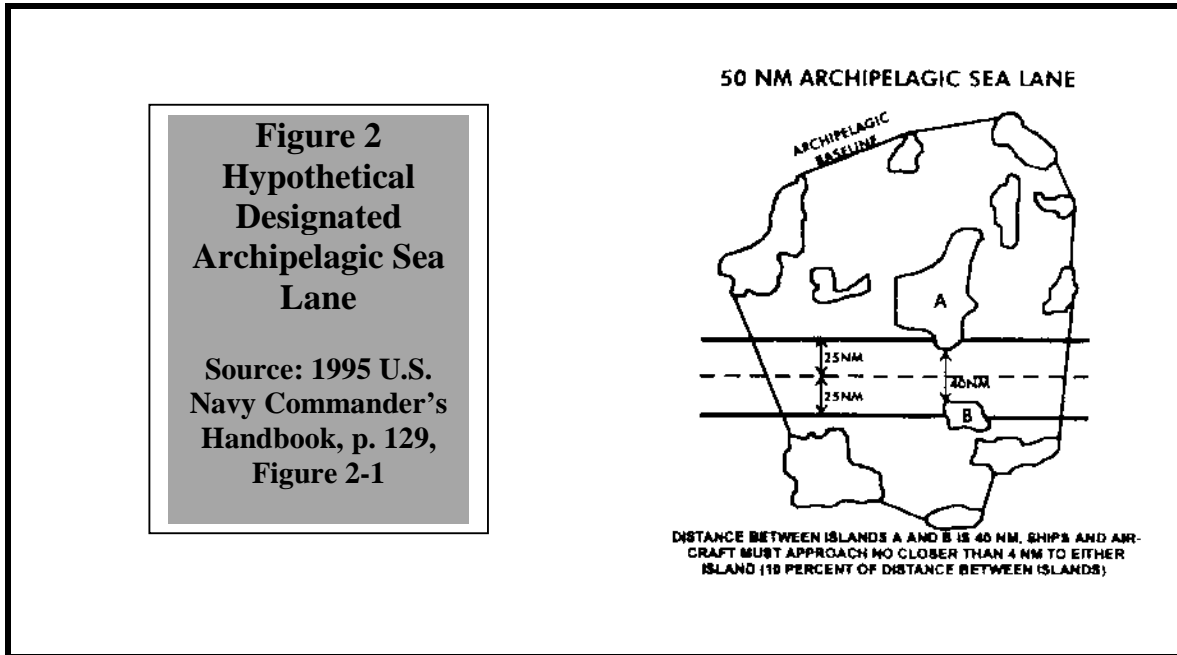 Figure 2
Hypothetical
Designated
Archipelagic Sea
Lane
Source: 1995 U.S.
Navy Commander's
Handbook, p. 129,
Figure 2-1
50 NM ARCHIPELAGIC SEA LANE
ARCHIPELAGIC
BASELINE
A
25NM
40NM
25NM
B
DISTANCE BETWEEN ISLANDS A AND B IS 40 NM, SHIPS AND AIR-
CRAFT MUST APPROACH NO CLOSER THAN 4 NM TO EITHER
ISLAND (10 PERCENT OF DISTANCE BETWEEN ISLANDS)